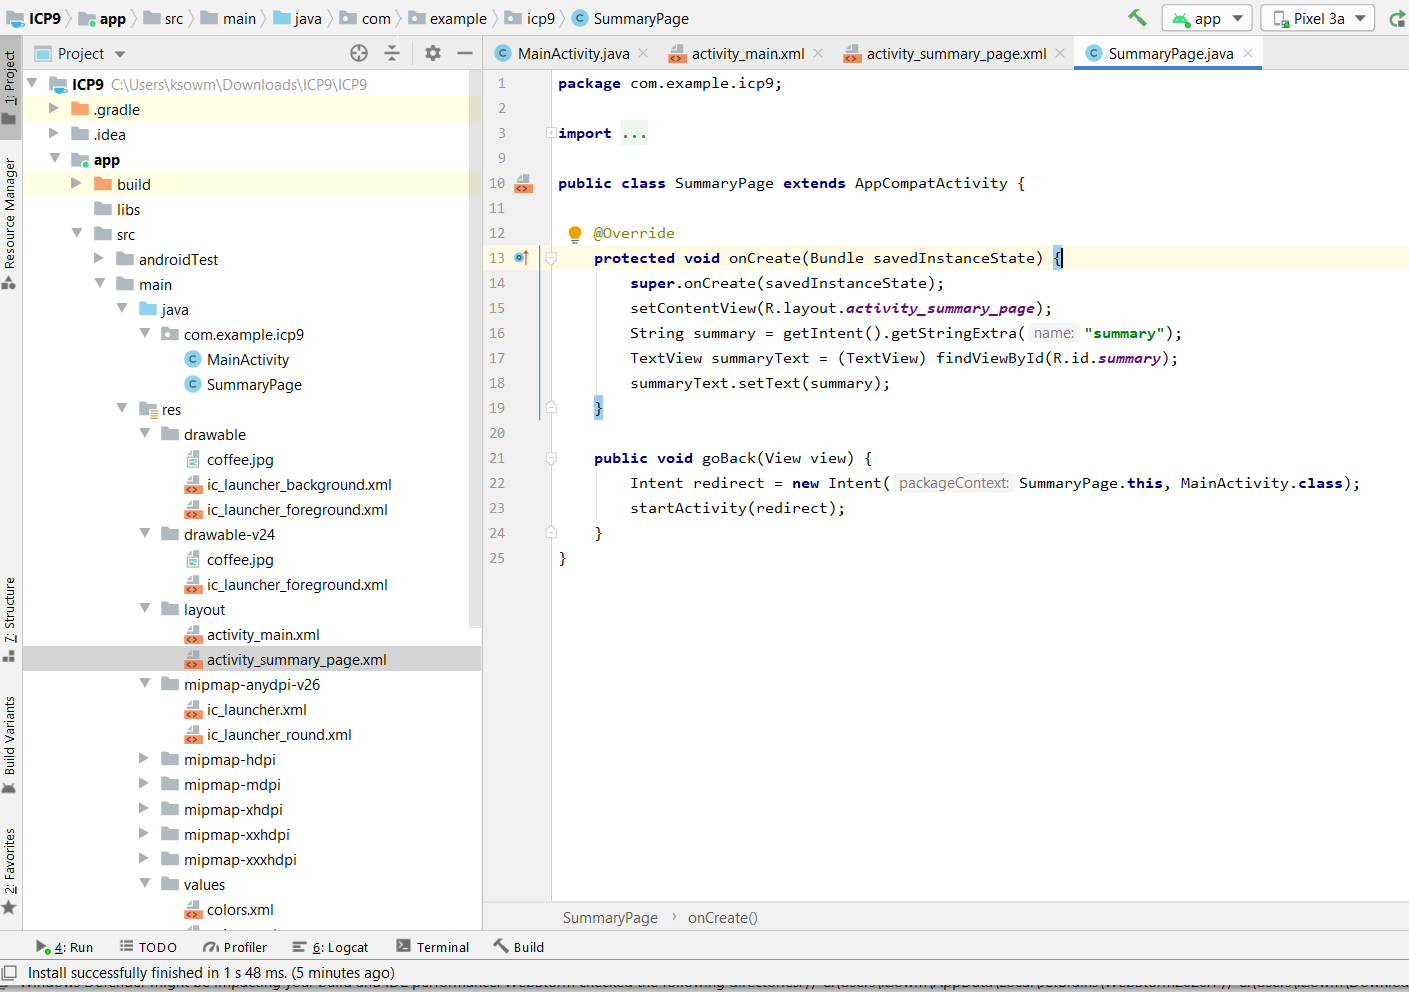 ICP9 app src main java com example icp9 SummaryPage app Pixel 3a
Project
MainActivity.java activity_main.xml activity_summary_page.xml SummaryPage.java
1: Project
Resource Manager
7: Structure
Build Variants
2: Favorites
ICP9 C:\Users\ksowm\Downloads\ICP9\ICP9
.gradle
.idea
app
build
libs
src
androidTest
main
java
com.example.icp9
MainActivity
SummaryPage
res
drawable
coffee.jpg
ic_launcher_background.xml
ic_launcher_foreground.xml
drawable-v24
coffee.jpg
ic_launcher_foreground.xml
layout
activity_main.xml
activity_summary_page.xml
mipmap-anydpi-v26
ic_launcher.xml
ic_launcher_round.xml
mipmap-hdpi
mipmap-mdpi
mipmap-xhdpi
mipmap-xxhdpi
mipmap-xxxhdpi
values
colors.xml
1 package com.example.icp9;
2
3 import ...
9
10 public class SummaryPage extends AppCompatActivity {
11
12 @Override
13 protected void onCreate(Bundle savedInstanceState) {
14 super.onCreate(savedInstanceState);
15 setContentView(R.layout.activity_summary_page);
16 String summary = getIntent().getStringExtra( name: "summary");
17 TextView summaryText = (TextView) findViewById(R.id.summary);
18 summaryText.setText(summary);
19 }
20
21 public void goBack(View view) {
22 Intent redirect = new Intent( packageContext: SummaryPage.this, MainActivity.class);
23 startActivity(redirect);
24 }
25 }
SummaryPage › onCreate()
4: Run TODO Profiler 6: Logcat Terminal Build
Install successfully finished in 1 s 48 ms. (5 minutes ago)